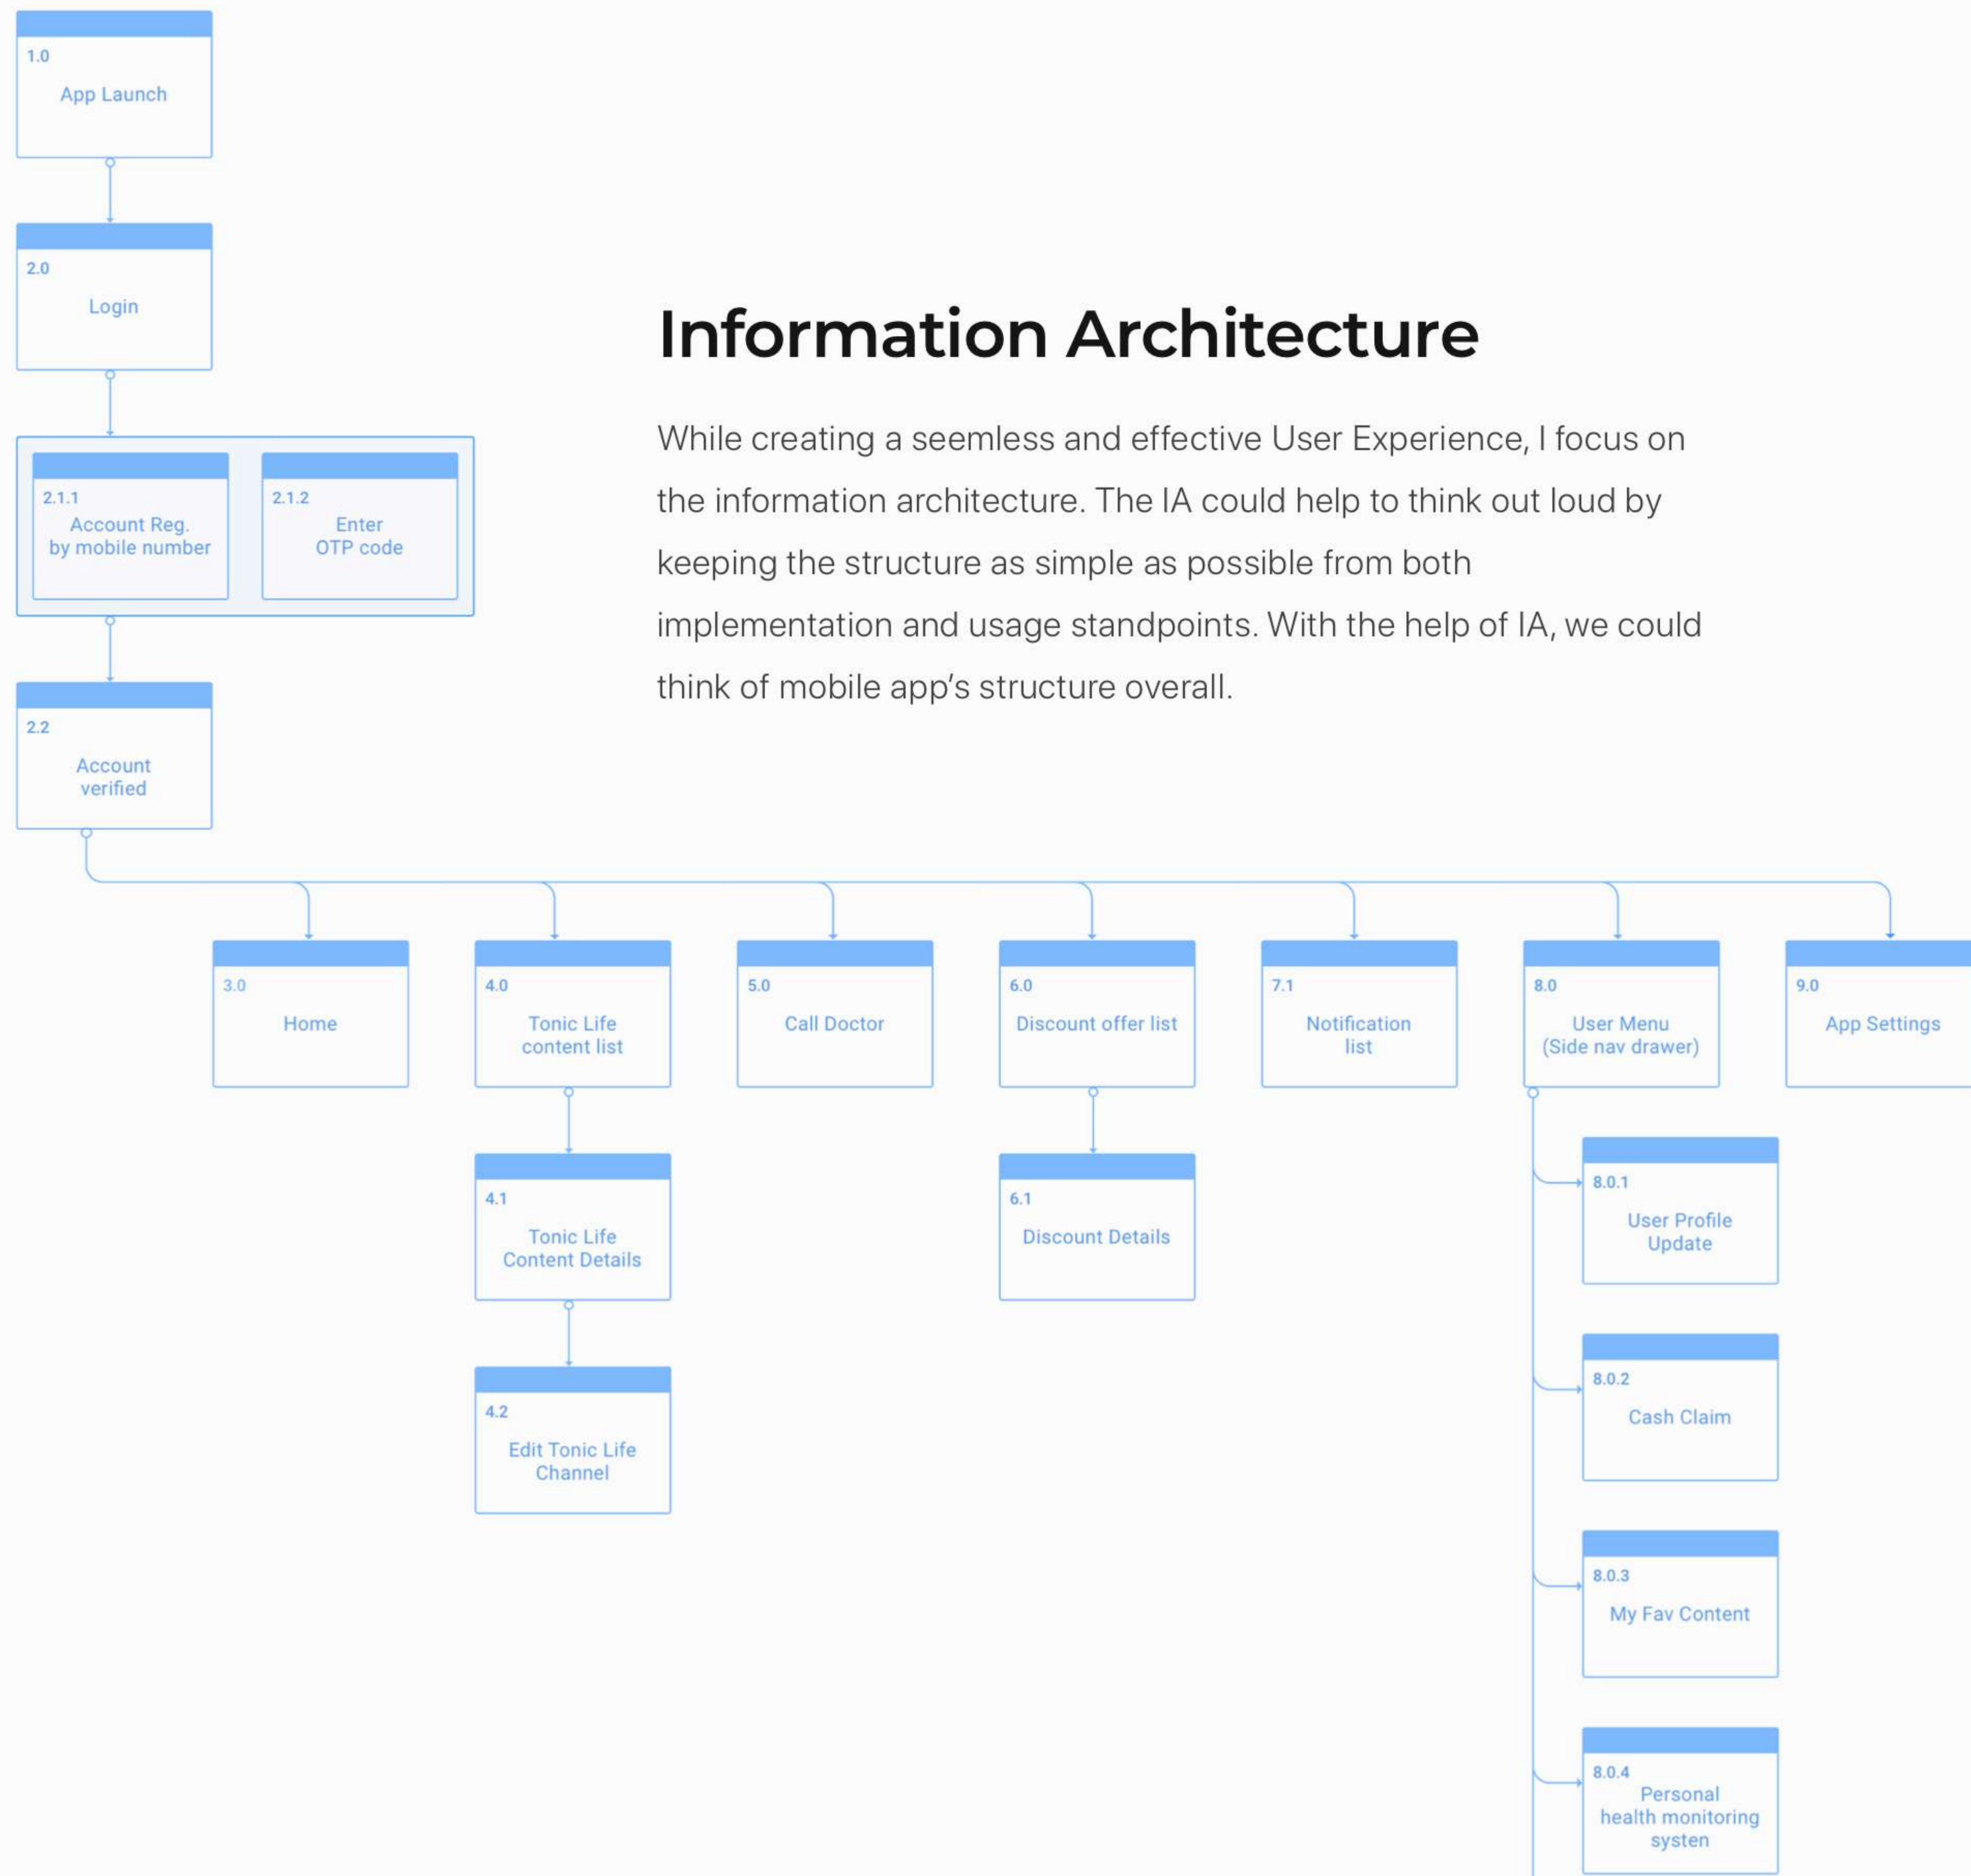 1.0
App Launch
2.0
Login
Information Architecture
While creating a seemless and effective User Experience, I focus on
the information architecture. The IA could help to think out loud by
keeping the structure as simple as possible from both
implementation and usage standpoints. With the help of IA, we could
think of mobile app’s structure overall.
2.1.1
Account Reg.
by mobile number
2.1.2
Enter
OTP code
2.2
Account
verified
3.0
Home
4.0
Tonic Life
content list
5.0
Call Doctor
6.0
Discount offer list
7.1
Notification
list
8.0
User Menu
(Side nav drawer)
9.0
App Settings
4.1
Tonic Life
Content Details
6.1
Discount Details
8.0.1
User Profile
Update
4.2
Edit Tonic Life
Channel
8.0.2
Cash Claim
8.0.3
My Fav Content
8.0.4
Personal
health monitoring
systen